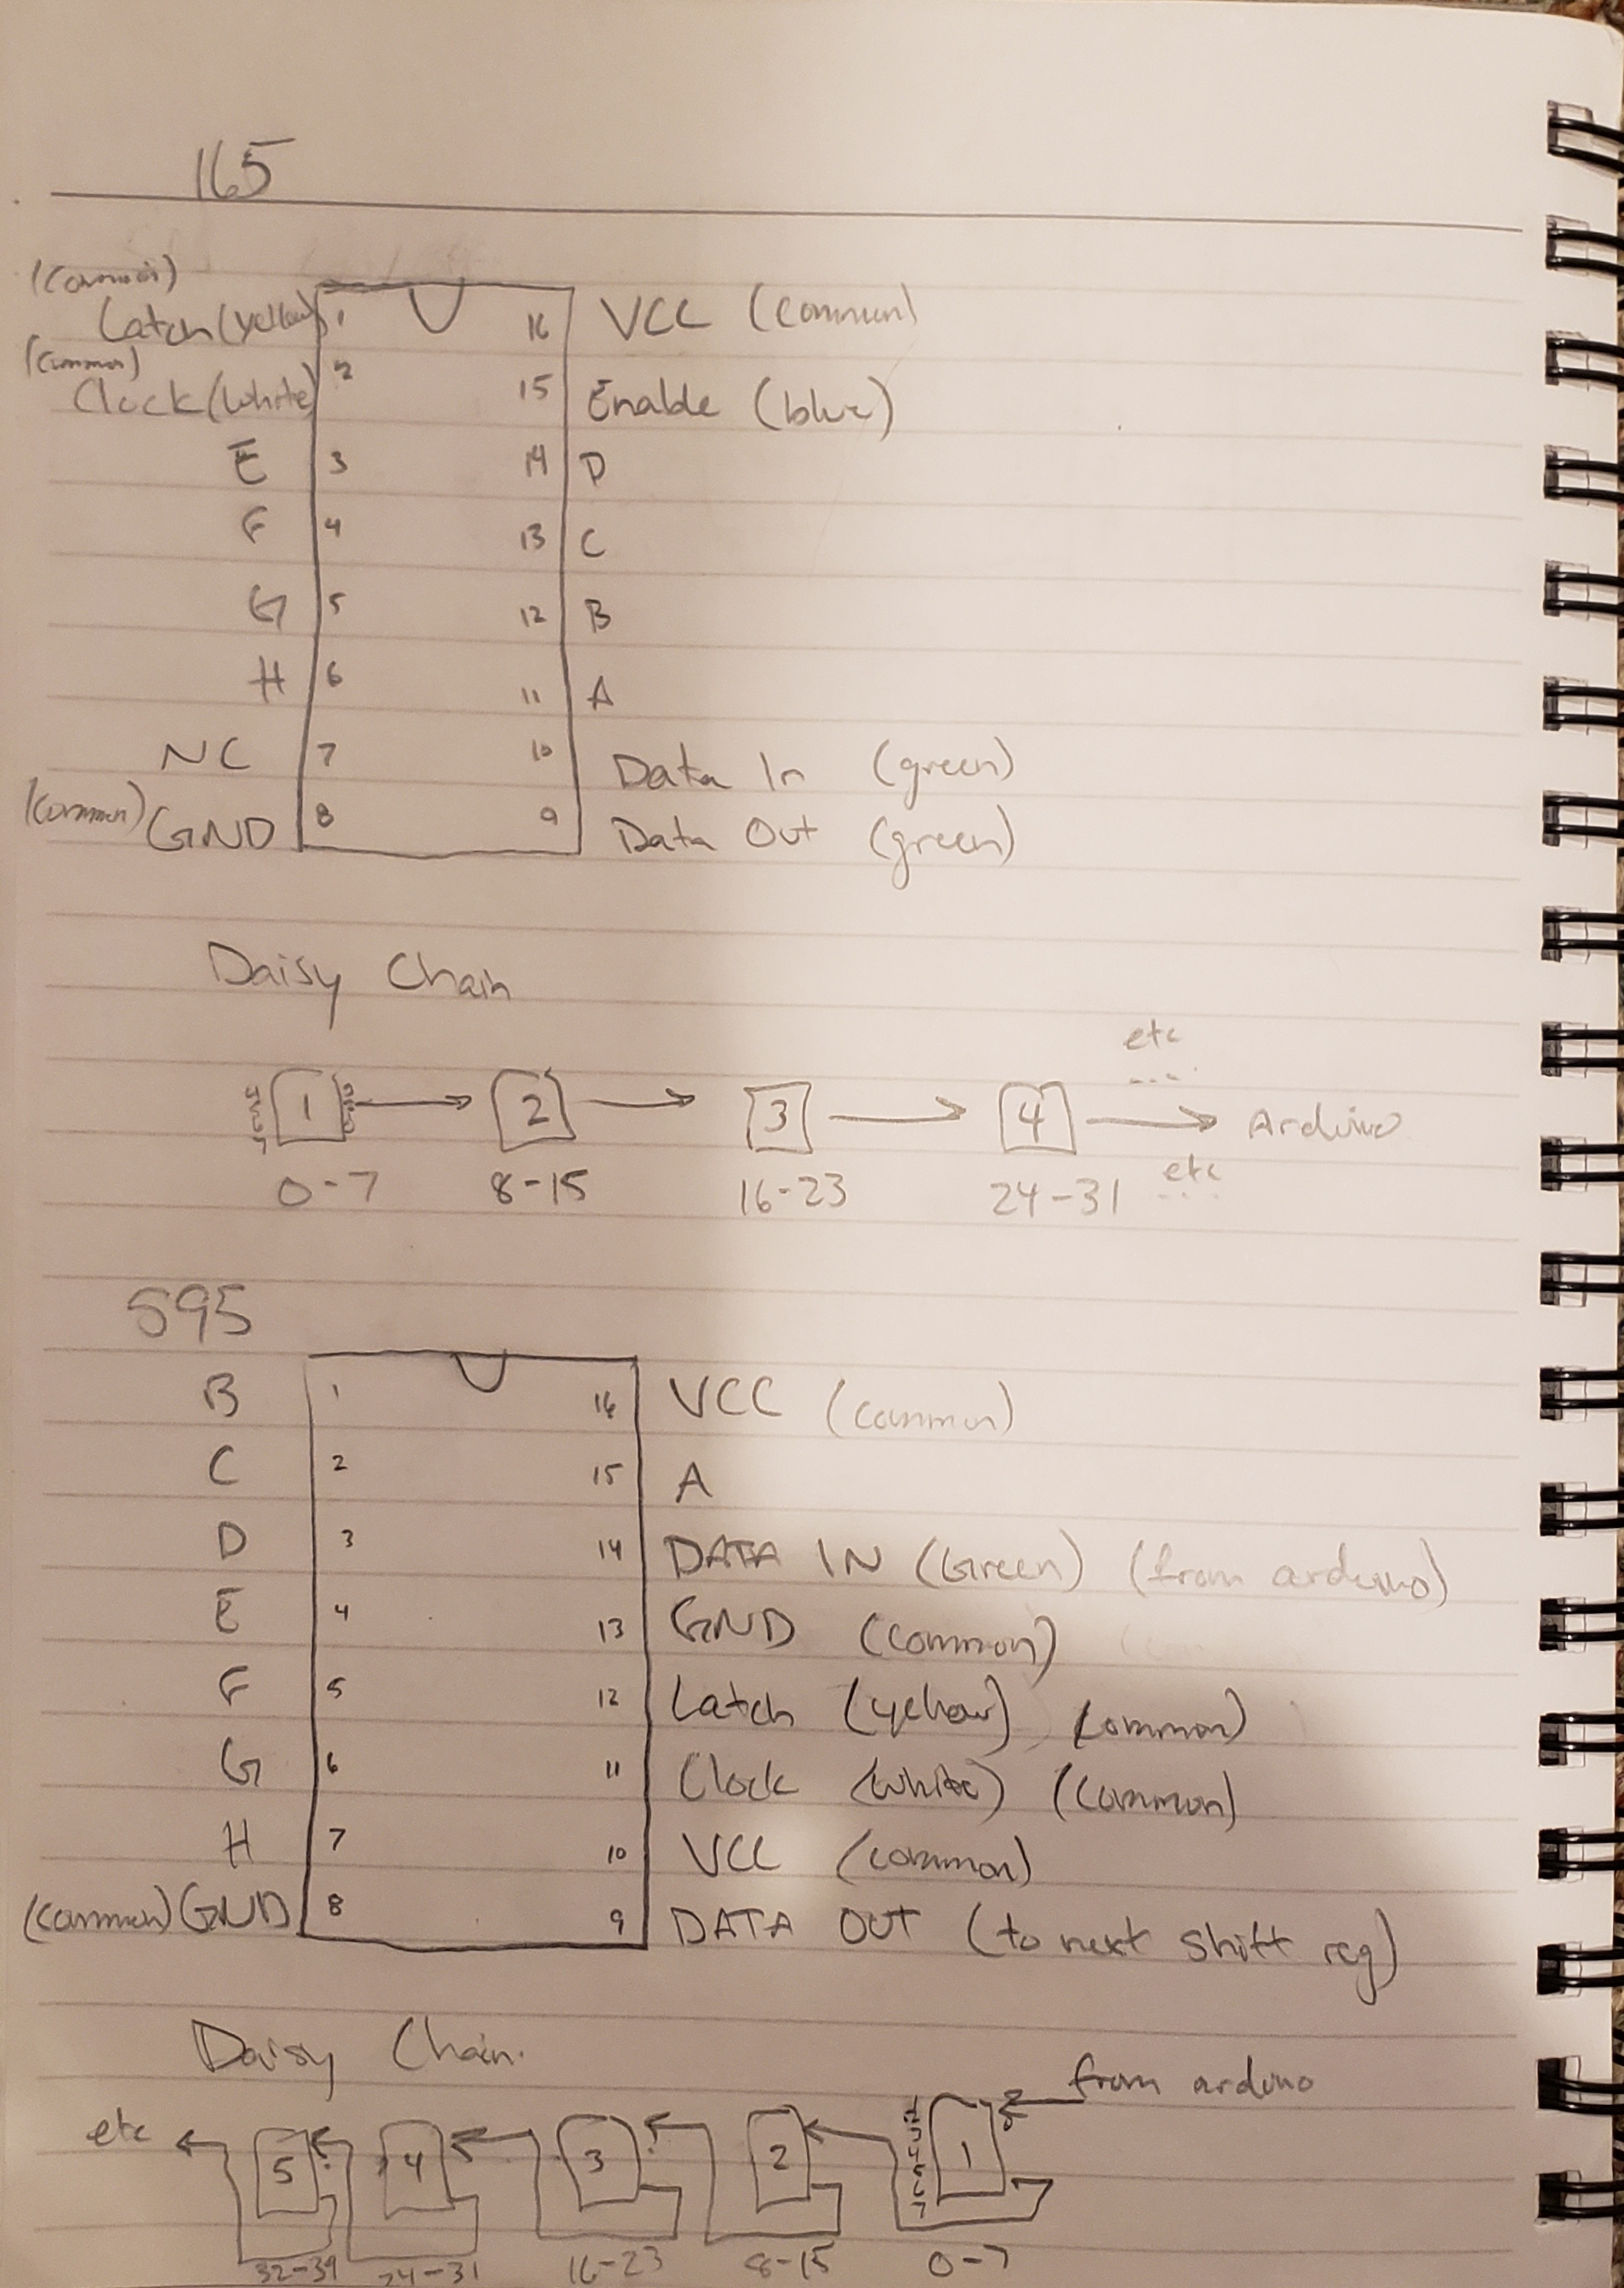 165
(common)
Latch (yellow) 1 16 VCC (common)
(common)
Clock (white) 2 15 Enable (blue)
E 3 14 D
F 4 13 C
G 5 12 B
H 6 11 A
NC 7 10 Data In (green)
(common) GND 8 9 Data Out (green)
Daisy Chain
etc
...
1 2 3 4 Arduino
0-7 8-15 16-23 24-31 etc
...
595
B 1 16 VCC (common)
C 2 15 A
D 3 14 DATA IN (Green) (from arduino)
E 4 13 GND (common)
F 5 12 Latch (yellow) (common)
G 6 11 Clock (white) (common)
H 7 10 VCC (common)
(common) GND 8 9 DATA OUT (to next shift reg)
Daisy Chain.
from arduino
etc 5 4 3 2 1
32-39 24-31 16-23 8-15 0-7